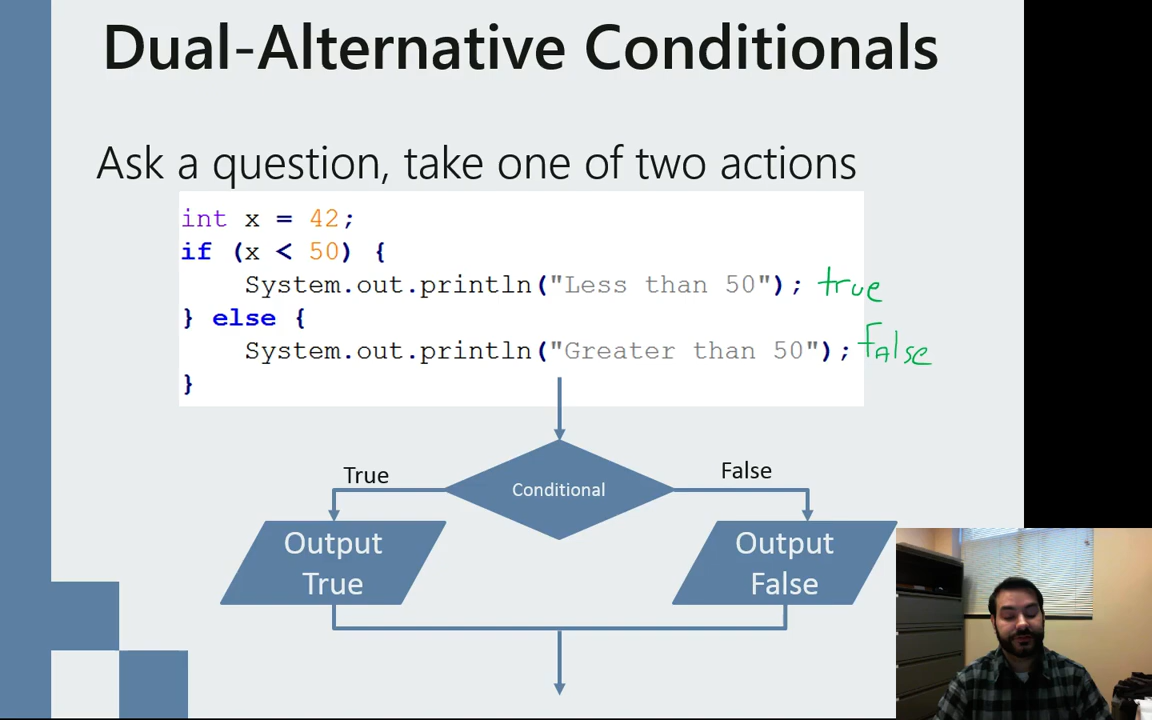 Dual-Alternative Conditionals
Ask a question, take one of two actions
int x = 42;
if (x < 50) {
System.out.println("Less than 50"); true
} else {
System.out.println("Greater than 50"); false
}
True
Conditional
False
Output
True
Output
False